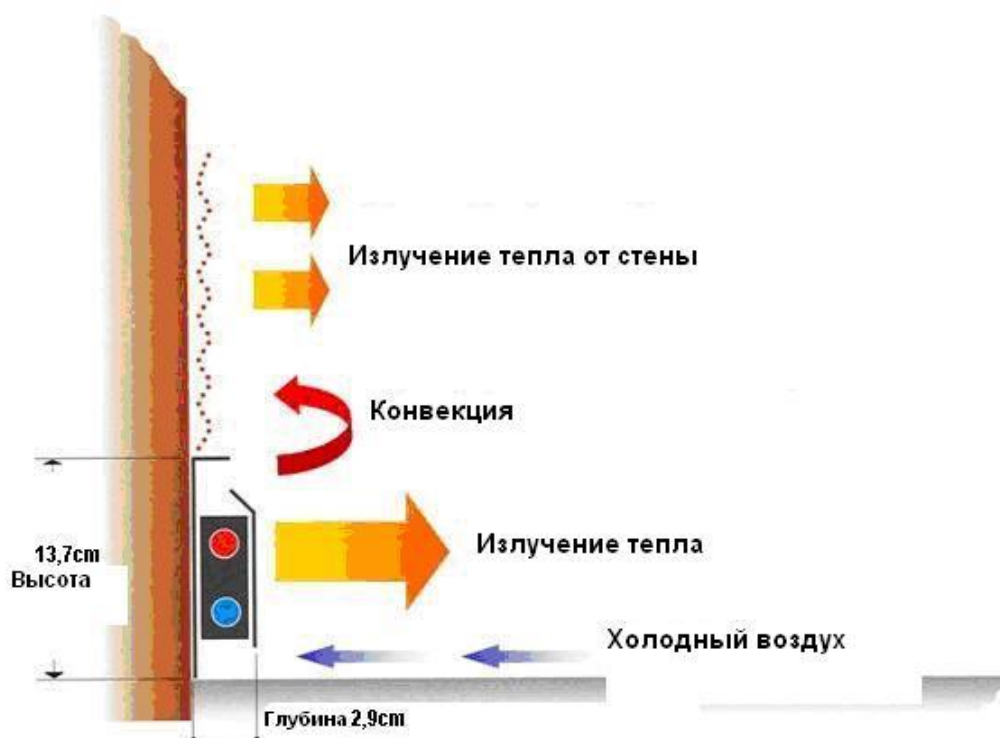 Излучение тепла от стены
Конвекция
Излучение тепла
13,7cm
Высота
Холодный воздух
Глубина 2,9cm